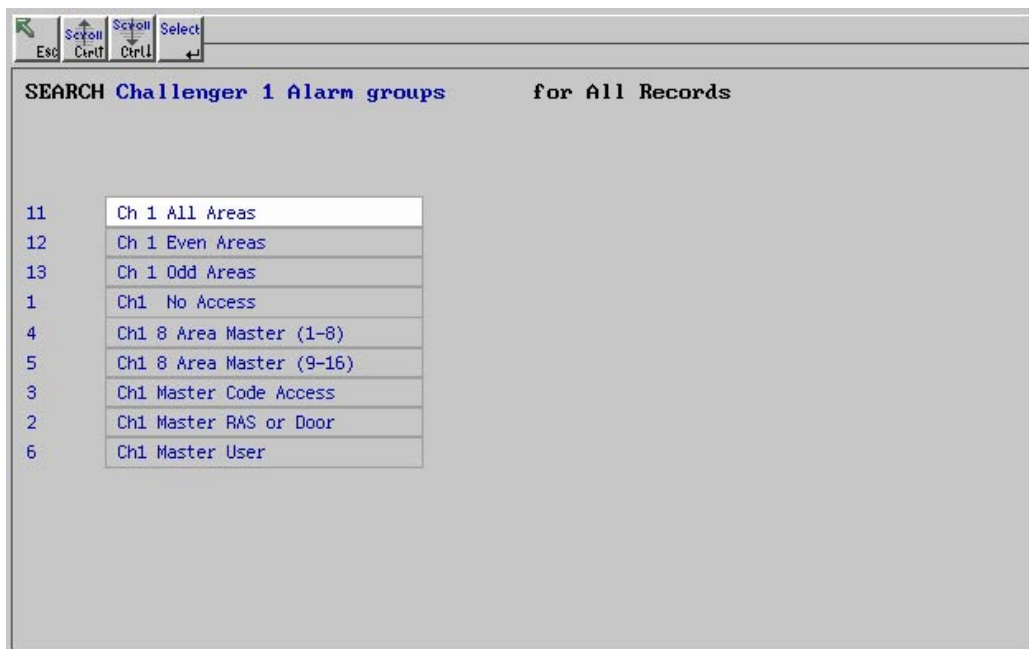 Esc Scroll Ctrl↑ Scroll Ctrl↓ Select ↵
SEARCH Challenger 1 Alarm groups for All Records
11 Ch 1 All Areas
12 Ch 1 Even Areas
13 Ch 1 Odd Areas
1 Ch1 No Access
4 Ch1 8 Area Master (1-8)
5 Ch1 8 Area Master (9-16)
3 Ch1 Master Code Access
2 Ch1 Master RAS or Door
6 Ch1 Master User